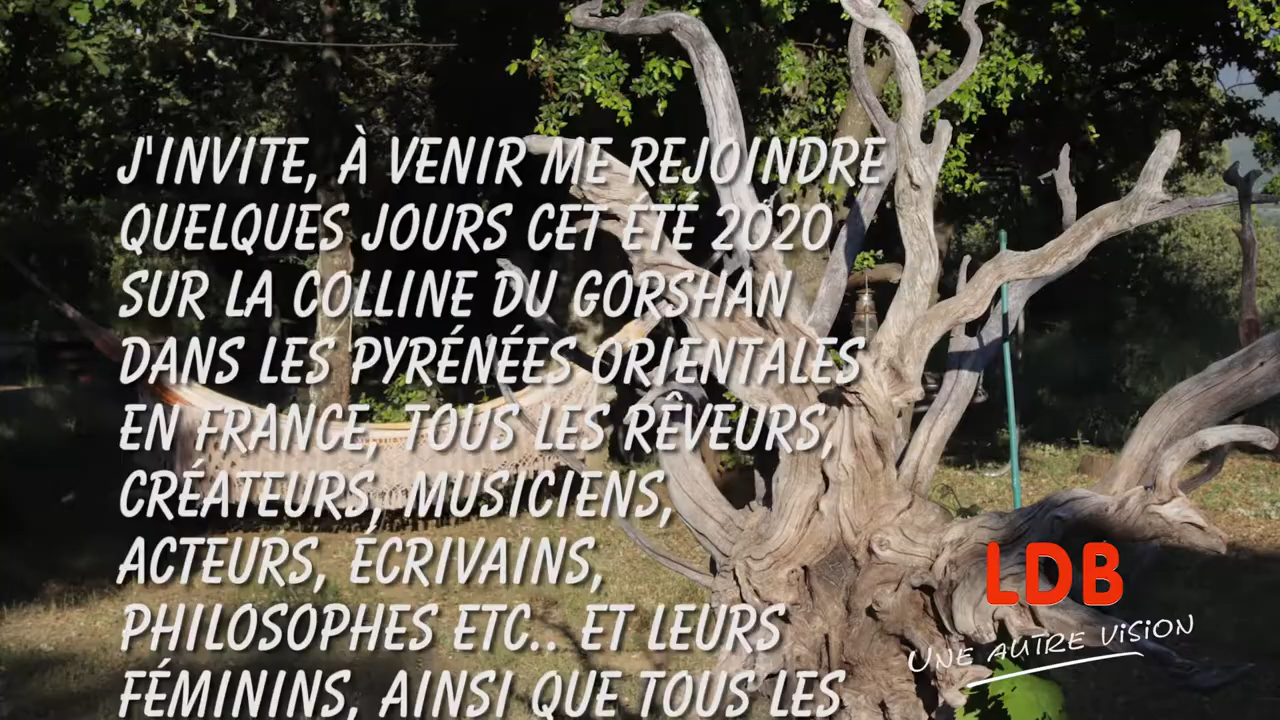 J'INVITE, À VENIR ME REJOINDRE
QUELQUES JOURS CET ÉTÉ 2020
SUR LA COLLINE DU GORSHAN
DANS LES PYRÉNÉES ORIENTALES
EN FRANCE, TOUS LES RÊVEURS,
CRÉATEURS, MUSICIENS,
ACTEURS, ÉCRIVAINS,
PHILOSOPHES ETC.. ET LEURS
FÉMININS, AINSI QUE TOUS LES
LDB
UNE AUTRE VISION